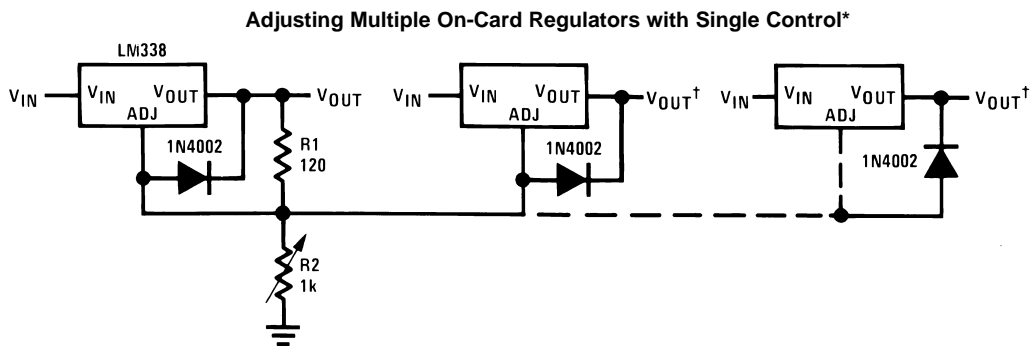 Adjusting Multiple On-Card Regulators with Single Control*
LM338
VIN VIN VOUT VOUT
ADJ
1N4002
R1
120
R2
1k
VIN VIN VOUT VOUT†
ADJ
1N4002
VIN VIN VOUT VOUT†
ADJ
1N4002